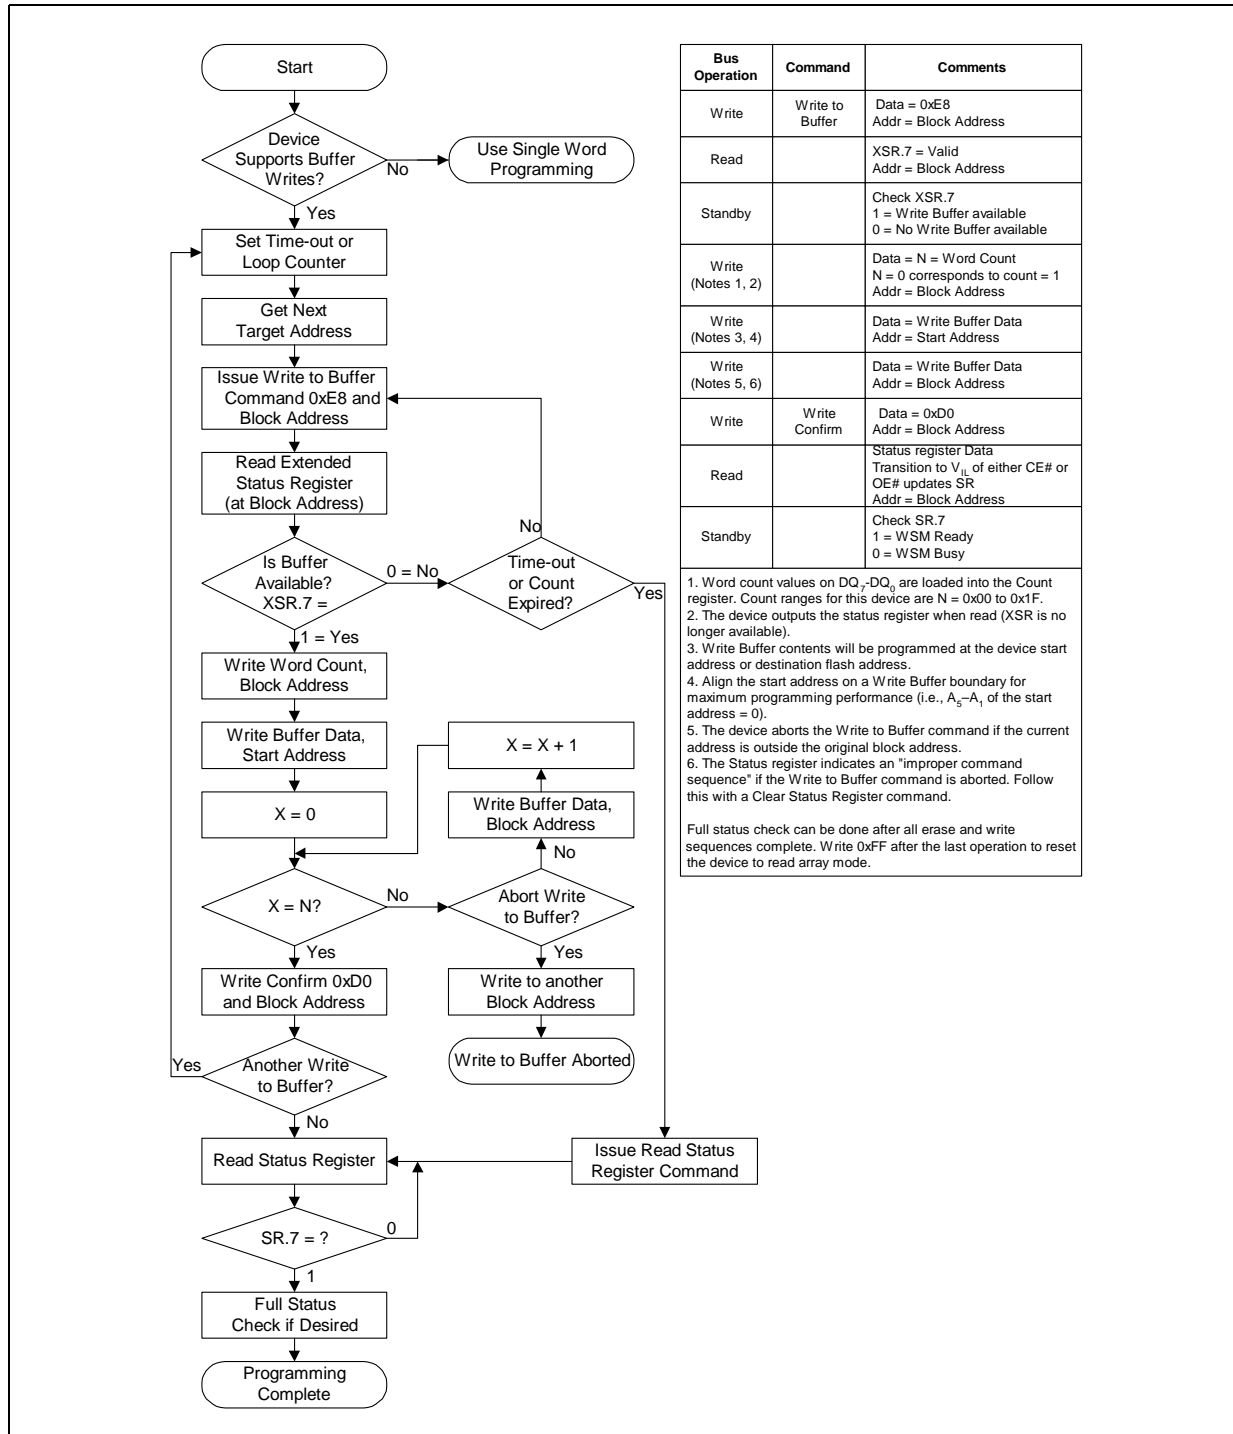 Start
Device
Supports Buffer
Writes?
No
Use Single Word
Programming
Yes
Set Time-out or
Loop Counter
Get Next
Target Address
Issue Write to Buffer
Command 0xE8 and
Block Address
Read Extended
Status Register
(at Block Address)
No
Is Buffer
Available?
XSR.7 =
0 = No
Time-out
or Count
Expired?
Yes
1 = Yes
Write Word Count,
Block Address
Write Buffer Data,
Start Address
X = X + 1
X = 0
Write Buffer Data,
Block Address
No
X = N?
No
Abort Write
to Buffer?
Yes
Yes
Write Confirm 0xD0
and Block Address
Write to another
Block Address
Yes
Another Write
to Buffer?
Write to Buffer Aborted
No
Read Status Register
Issue Read Status
Register Command
SR.7 = ?
0
1
Full Status
Check if Desired
Programming
Complete
Bus
Operation
Command
Comments
Write
Write to
Buffer
Data = 0xE8
Addr = Block Address
Read
XSR.7 = Valid
Addr = Block Address
Standby
Check XSR.7
1 = Write Buffer available
0 = No Write Buffer available
Write
(Notes 1, 2)
Data = N = Word Count
N = 0 corresponds to count = 1
Addr = Block Address
Write
(Notes 3, 4)
Data = Write Buffer Data
Addr = Start Address
Write
(Notes 5, 6)
Data = Write Buffer Data
Addr = Block Address
Write
Write
Confirm
Data = 0xD0
Addr = Block Address
Read
Status register Data
Transition to VIL of either CE# or
OE# updates SR
Addr = Block Address
Standby
Check SR.7
1 = WSM Ready
0 = WSM Busy
1. Word count values on DQ7-DQ0 are loaded into the Count
register. Count ranges for this device are N = 0x00 to 0x1F.
2. The device outputs the status register when read (XSR is no
longer available).
3. Write Buffer contents will be programmed at the device start
address or destination flash address.
4. Align the start address on a Write Buffer boundary for
maximum programming performance (i.e., A5–A1 of the start
address = 0).
5. The device aborts the Write to Buffer command if the current
address is outside the original block address.
6. The Status register indicates an "improper command
sequence" if the Write to Buffer command is aborted. Follow
this with a Clear Status Register command.
Full status check can be done after all erase and write
sequences complete. Write 0xFF after the last operation to reset
the device to read array mode.